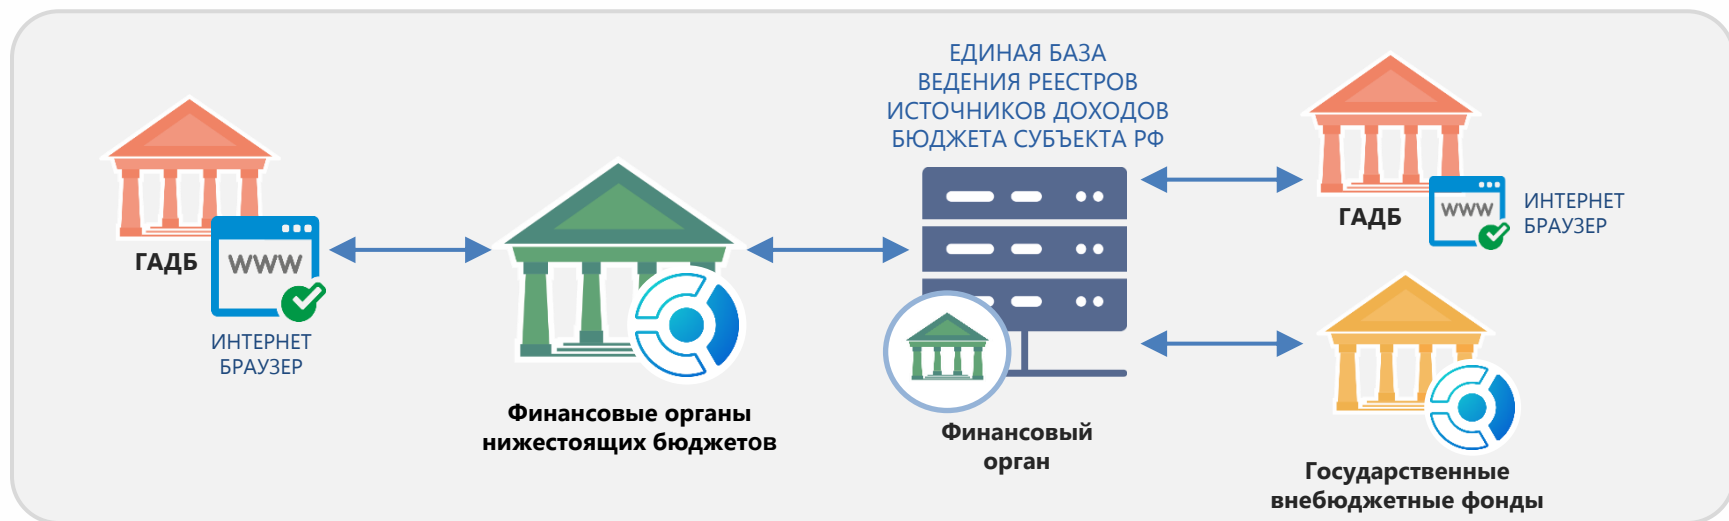 ГАДБ
WWW
ИНТЕРНЕТ
БРАУЗЕР
Финансовые органы
нижестоящих бюджетов
ЕДИНАЯ БАЗА
ВЕДЕНИЯ РЕЕСТРОВ
ИСТОЧНИКОВ ДОХОДОВ
БЮДЖЕТА СУБЪЕКТА РФ
Финансовый
орган
ГАДБ
WWW
ИНТЕРНЕТ
БРАУЗЕР
Государственные
внебюджетные фонды